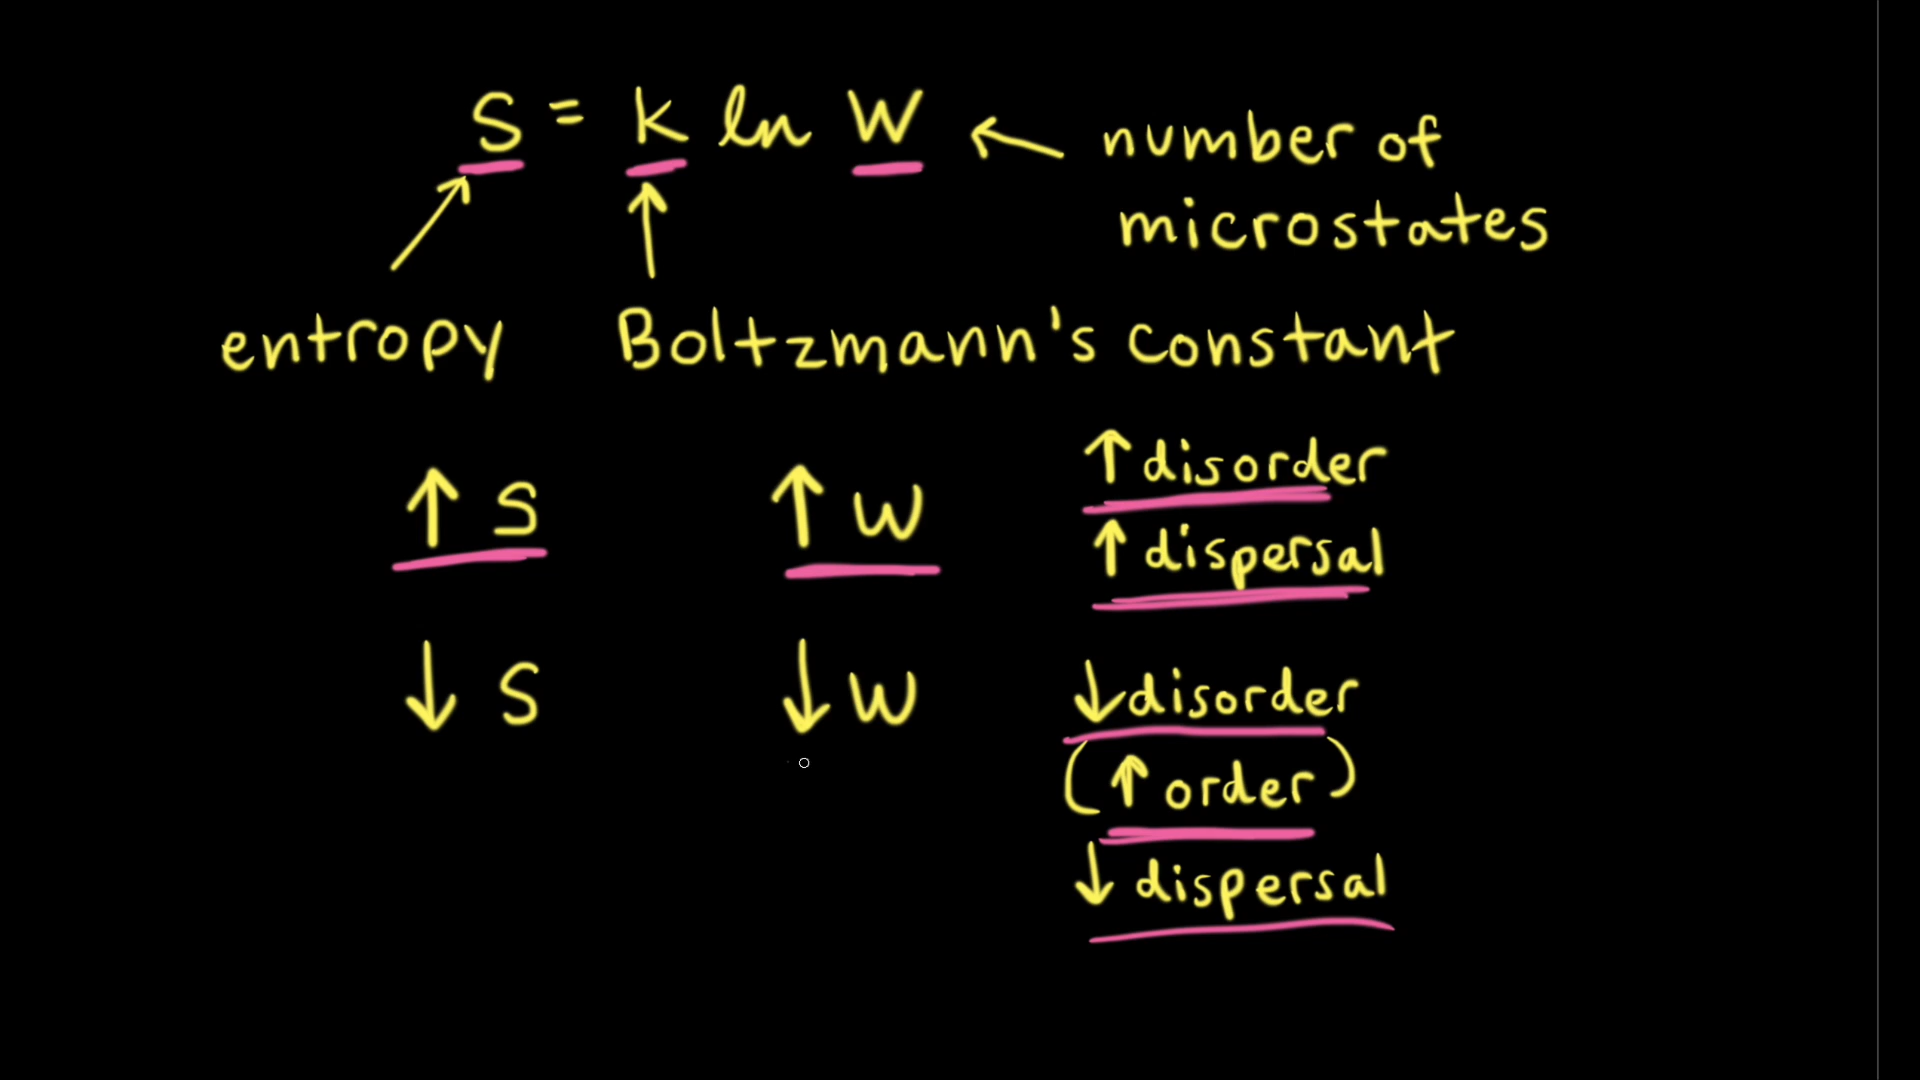 S = k ln W ← number of
microstates
entropy Boltzmann's constant
↑ S ↑ W ↑ disorder
↑ dispersal
↓ S ↓ W ↓ disorder
(↑ order)
↓ dispersal